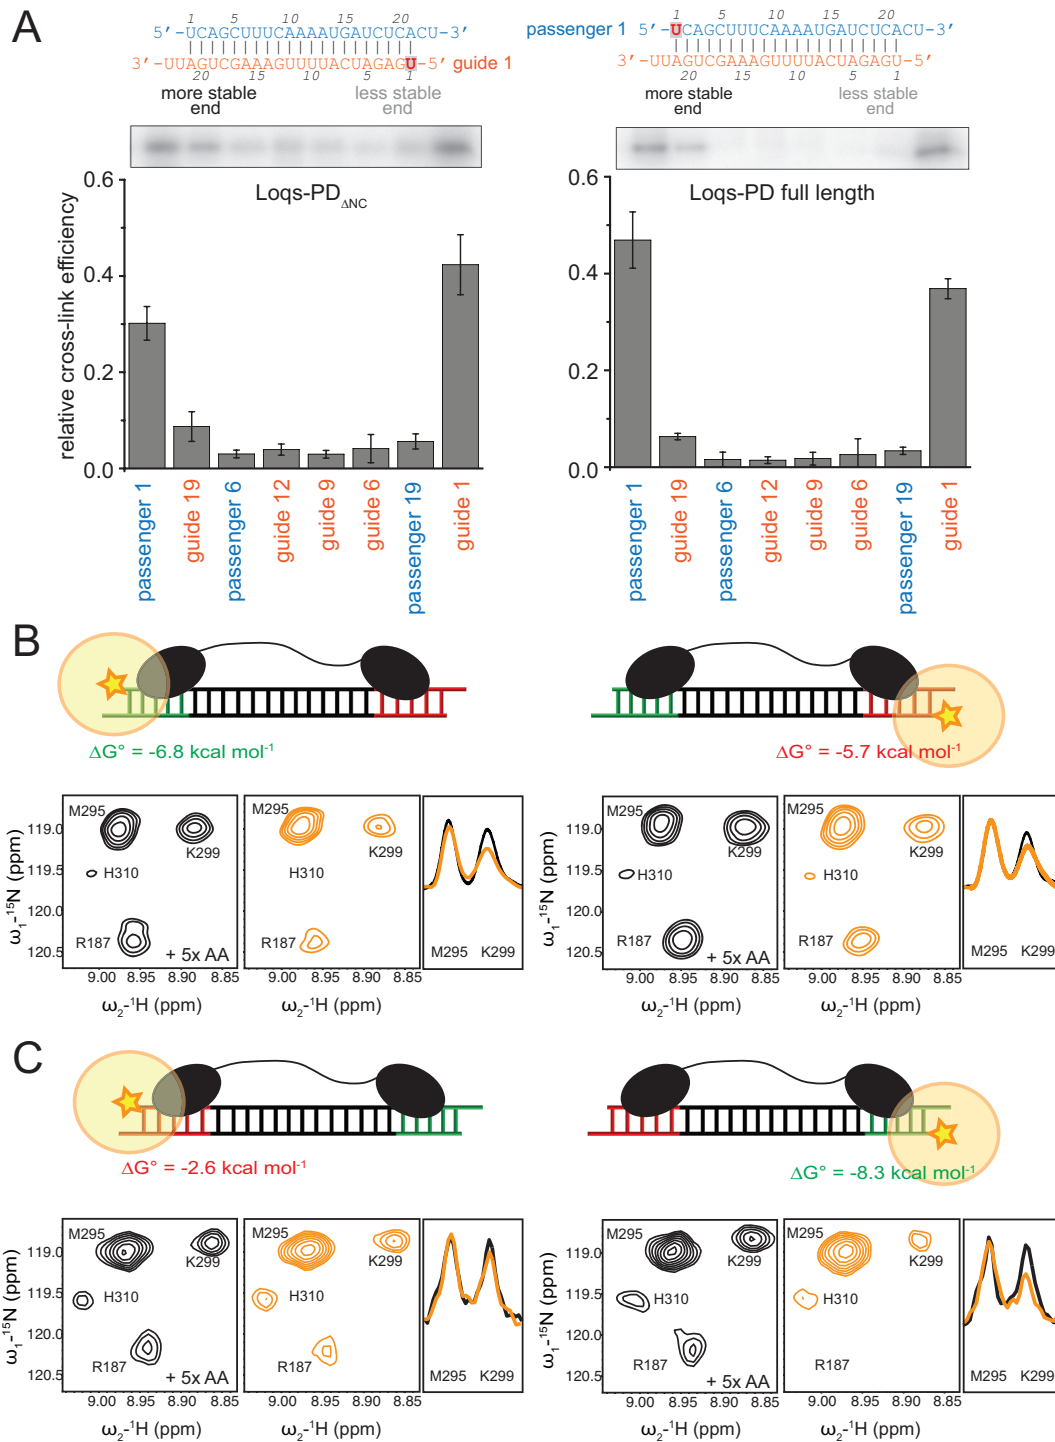 A
1 5 10 15 20
5′ -UCAGCUUUCAAAAUGAUCUCACU-3′
3′-UUAGUCGAAAGUUUUACUAGAGU-5′ guide 1
20 15 10 5 1
more stable end
less stable end
Loqs-PDΔNC
relative cross-link efficiency
0.6
0.4
0.2
0.0
passenger 1
guide 19
passenger 6
guide 12
guide 9
guide 6
passenger 19
guide 1
1 5 10 15 20
passenger 1 5′ -UCAGCUUUCAAAAUGAUCUCACU-3′
3′-UUAGUCGAAAGUUUUACUAGAGU-5′
20 15 10 5 1
more stable end
less stable end
Loqs-PD full length
0.6
0.4
0.2
0.0
passenger 1
guide 19
passenger 6
guide 12
guide 9
guide 6
passenger 19
guide 1
B
ΔG° = -6.8 kcal mol⁻¹
ΔG° = -5.7 kcal mol⁻¹
ω₁-¹⁵N (ppm)
119.0
119.5
120.0
120.5
M295
K299
H310
R187
+ 5x AA
9.00 8.95 8.90 8.85
ω₂-¹H (ppm)
M295
K299
H310
R187
9.00 8.95 8.90 8.85
ω₂-¹H (ppm)
M295 K299
ω₁-¹⁵N (ppm)
119.0
119.5
120.0
120.5
M295
K299
H310
R187
+ 5x AA
9.00 8.95 8.90 8.85
ω₂-¹H (ppm)
M295
K299
H310
R187
9.00 8.95 8.90 8.85
ω₂-¹H (ppm)
M295 K299
C
ΔG° = -2.6 kcal mol⁻¹
ΔG° = -8.3 kcal mol⁻¹
ω₁-¹⁵N (ppm)
119.0
119.5
120.0
120.5
M295
K299
H310
R187
+ 5x AA
9.00 8.95 8.90 8.85
ω₂-¹H (ppm)
M295
K299
H310
R187
9.00 8.95 8.90 8.85
ω₂-¹H (ppm)
M295 K299
ω₁-¹⁵N (ppm)
119.0
119.5
120.0
120.5
M295
K299
H310
R187
+ 5x AA
9.00 8.95 8.90 8.85
ω₂-¹H (ppm)
M295
K299
H310
R187
9.00 8.95 8.90 8.85
ω₂-¹H (ppm)
M295 K299